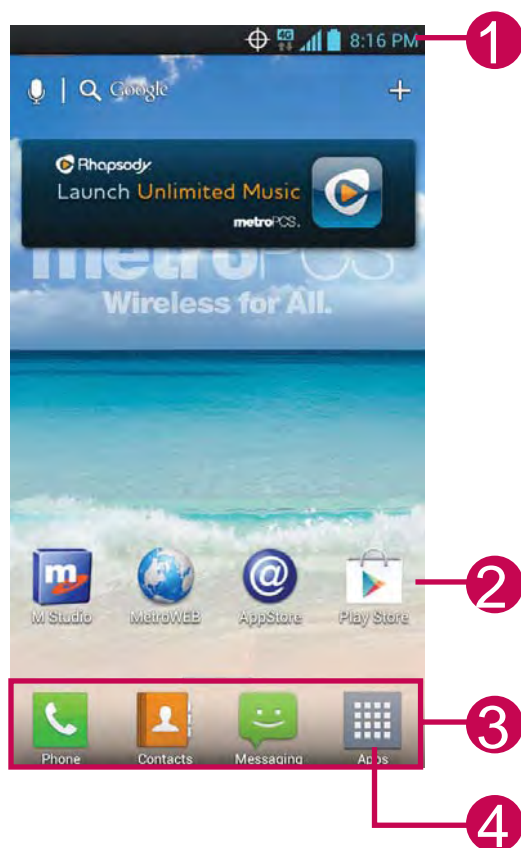 4G 8:16 PM
1
Google +
Rhapsody
Launch Unlimited Music
metroPCS.
metroPCS
Wireless for All.
m @
M Studio MetroWEB AppStore Play Store
2
3
Phone Contacts Messaging Apps
4